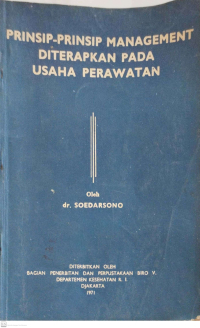 PRINSIP-PRINSIP MANAGEMENT
DITERAPKAN PADA
USAHA PERAWATAN
Oleh
dr. SOEDARSONO
DITERBITKAN OLEH
BAGIAN PENERBITAN DAN PERPUSTAKAAN BIRO V.
DEPARTEMEN KESEHATAN R. I.
DJAKARTA
1971